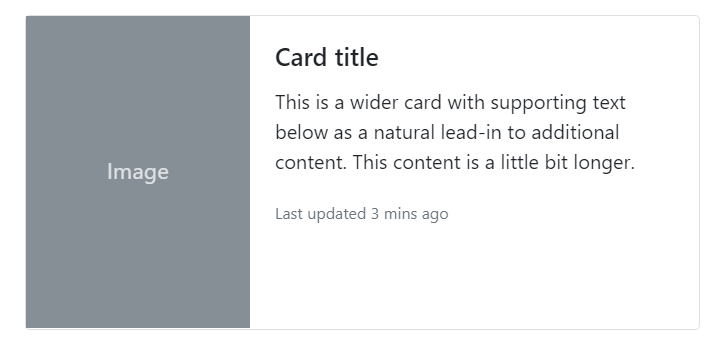 Image
Card title
This is a wider card with supporting text
below as a natural lead-in to additional
content. This content is a little bit longer.
Last updated 3 mins ago